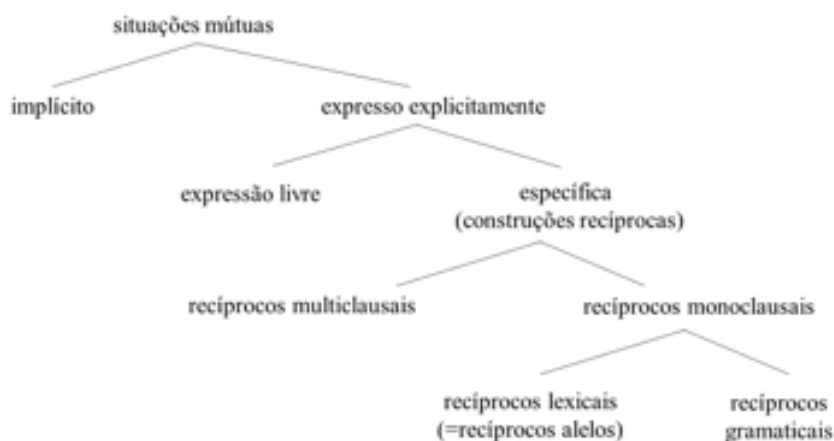 situações mútuas
implícito
expresso explicitamente
expressão livre
específica
(construções recíprocas)
recíprocos multiclausais
recíprocos monoclausais
recíprocos lexicais
(=recíprocos alelos)
recíprocos
gramaticais